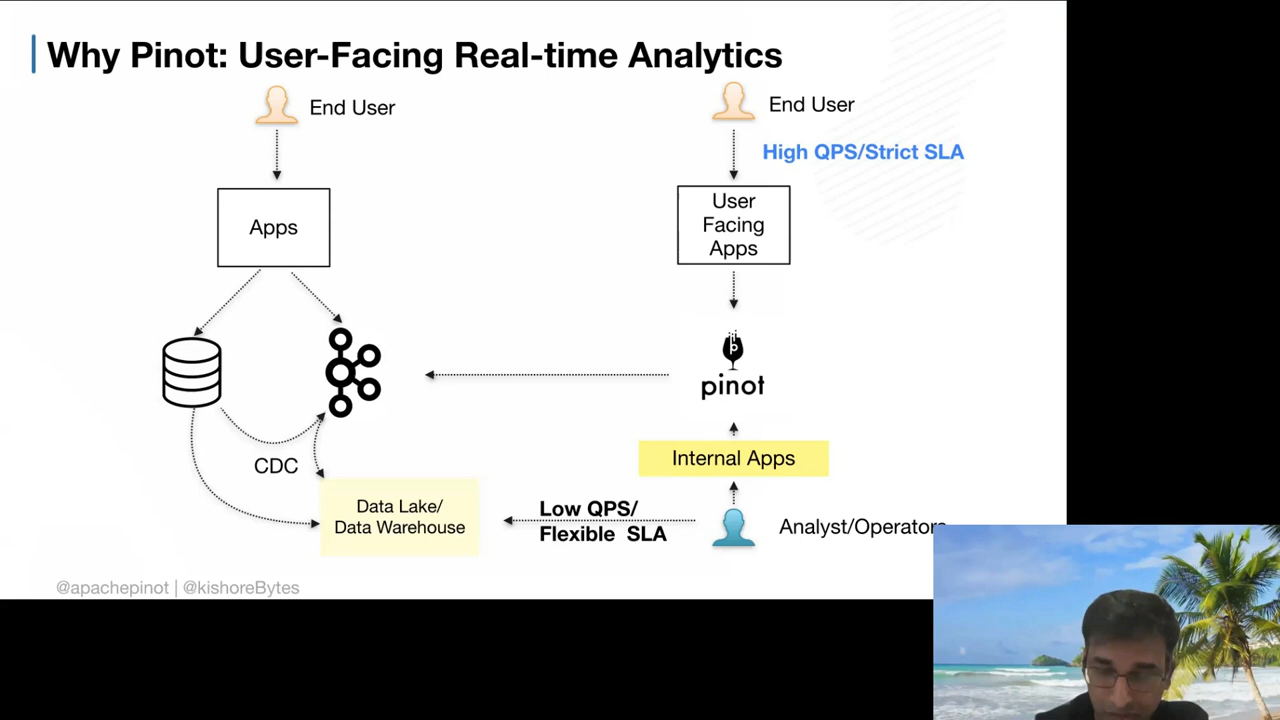 Why Pinot: User-Facing Real-time Analytics
End User
End User
High QPS/Strict SLA
Apps
User
Facing
Apps
pinot
CDC
Internal Apps
Data Lake/
Data Warehouse
Low QPS/
Flexible SLA
Analyst/Operators
@apachepinot | @kishoreBytes